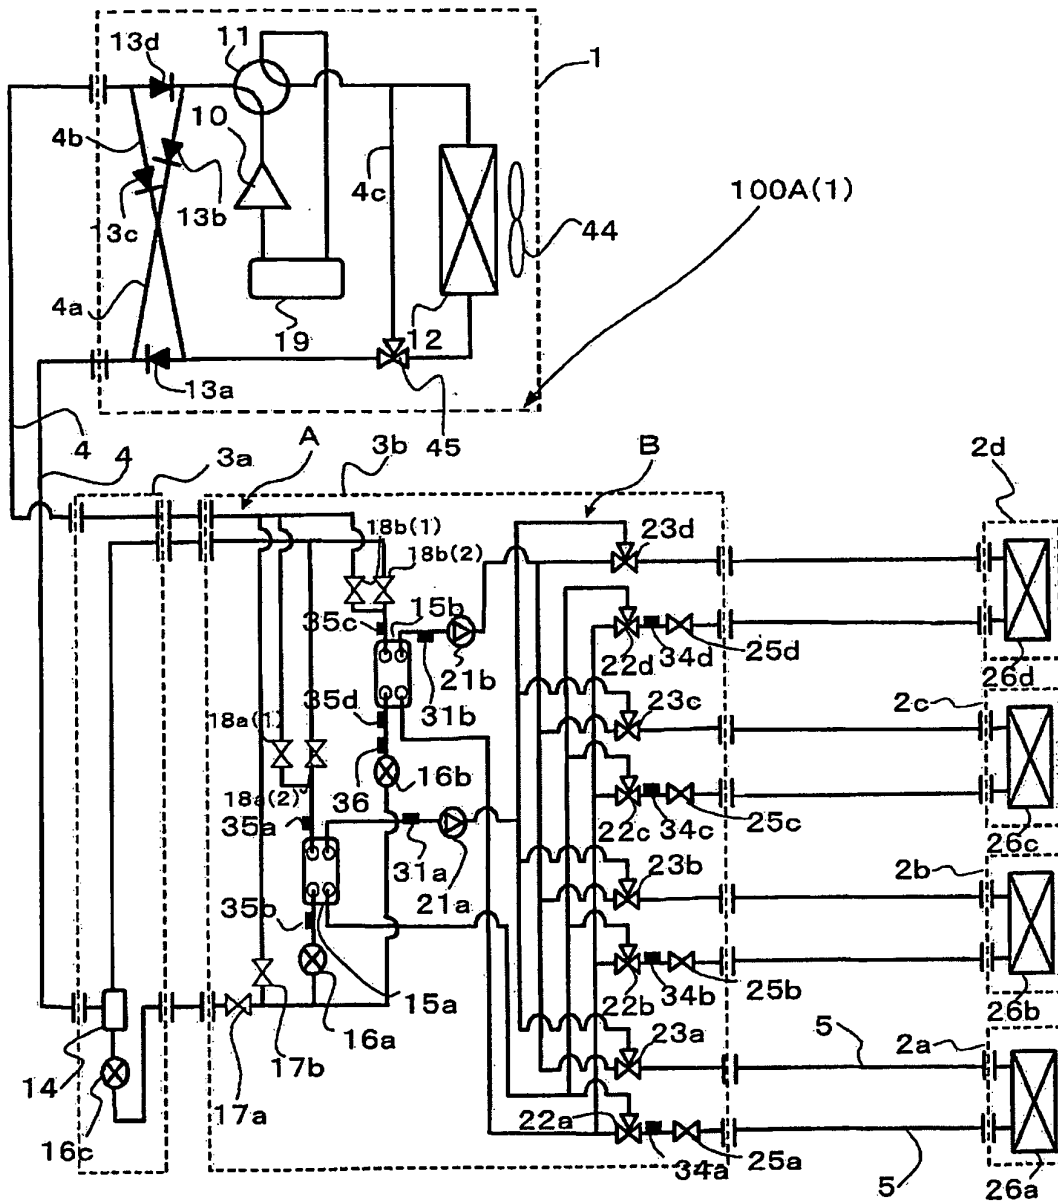 13d
11
1
4b
10
4c
100A(1)
13c
13b
44
4a
19
12
13a
45
4
4
3a
A
3b
B
2d
18b(1)
18b(2)
23d
15b
35c
21b
31b
22d
34d
25d
26d
35d
18a(1)
23c
2c
16b
18a(2)
36
35a
22c
34c
25c
26c
31a
21a
23b
2b
35b
15a
16a
22b
34b
25b
26b
14
17b
17a
23a
5
2a
16c
22a
34a
25a
5
26a